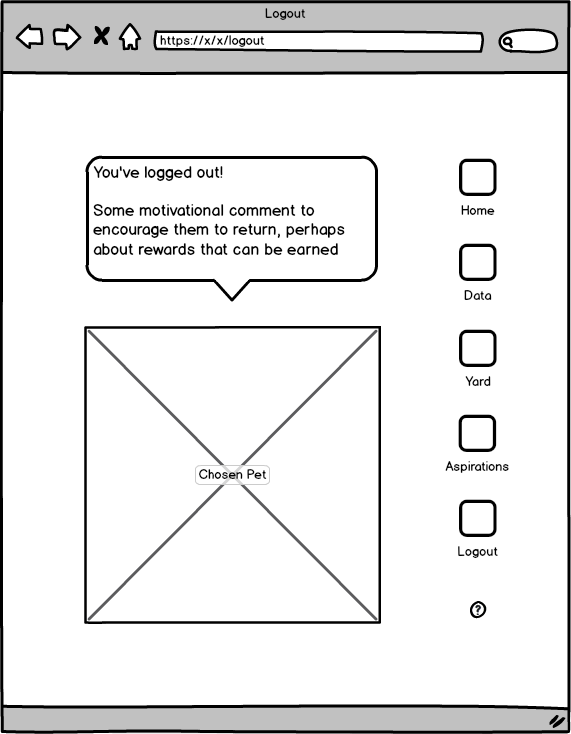 Logout
https://x/x/logout
You've logged out!
Some motivational comment to
encourage them to return, perhaps
about rewards that can be earned
Chosen Pet
Home
Data
Yard
Aspirations
Logout
?